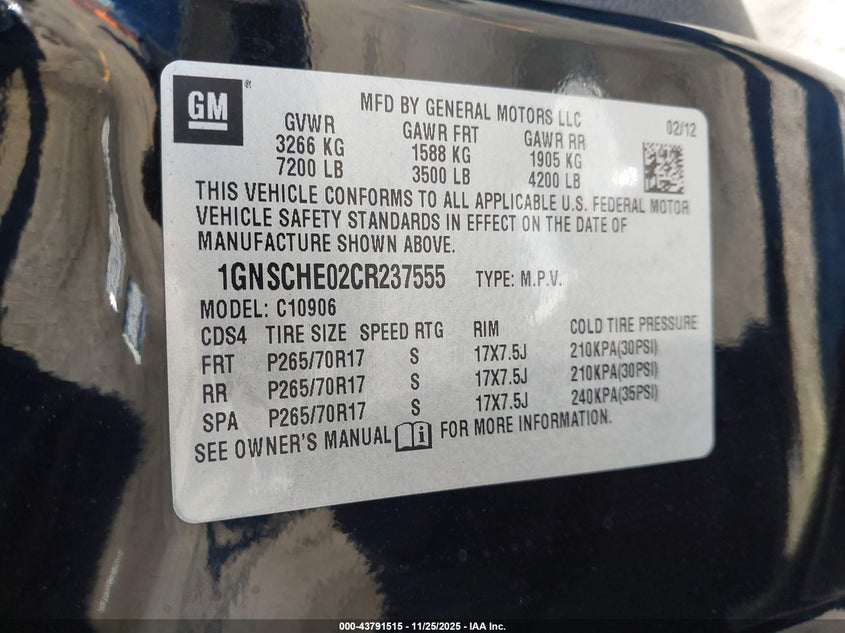 GM®
MFD BY GENERAL MOTORS LLC
02/12
GVWR GAWR FRT GAWR RR
3266 KG 1588 KG 1905 KG
7200 LB 3500 LB 4200 LB
THIS VEHICLE CONFORMS TO ALL APPLICABLE U.S. FEDERAL MOTOR
VEHICLE SAFETY STANDARDS IN EFFECT ON THE DATE OF
MANUFACTURE SHOWN ABOVE.
1GNSCHE02CR237555 TYPE: M.P.V.
MODEL: C10906
CDS4 TIRE SIZE SPEED RTG RIM COLD TIRE PRESSURE
FRT P265/70R17 S 17X7.5J 210KPA(30PSI)
RR P265/70R17 S 17X7.5J 210KPA(30PSI)
SPA P265/70R17 S 17X7.5J 240KPA(35PSI)
SEE OWNER'S MANUAL FOR MORE INFORMATION.
000-43791515 - 11/25/2025 - IAA Inc.